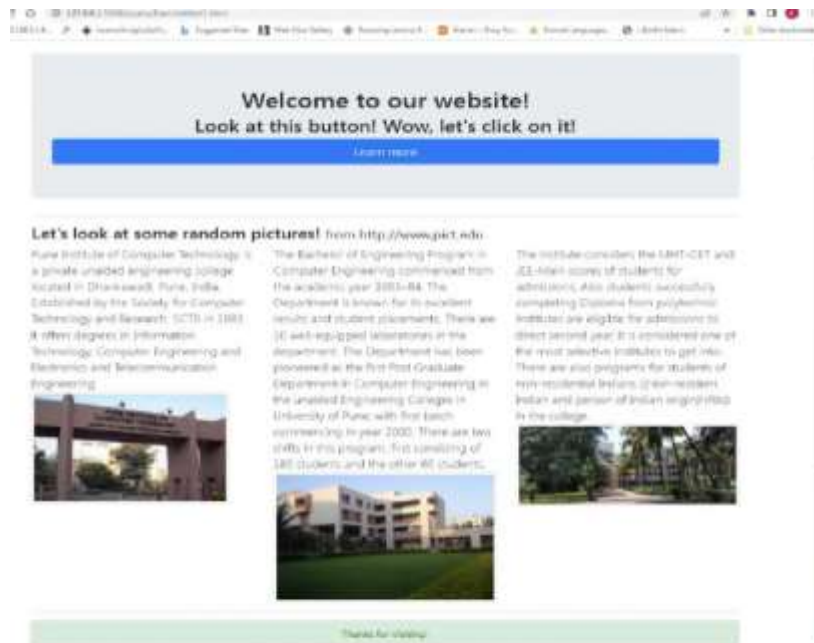 Welcome to our website!
Look at this button! Wow, let's click on it!
Learn more
Let's look at some random pictures! from http://www.pict.edu
Pune Institute of Computer Technology is
a private unaided engineering college
located in Dhankawadi, Pune, India.
Established by the Society for Computer
Technology and Research, SCTR in 1983
it offers degrees in Information
Technology, Computer Engineering and
Electronics and Telecommunication
Engineering
The Bachelor of Engineering Program in
Computer Engineering commenced from
the academic year 1983-84. The
Department is known for its excellent
results and student placements. There are
well-equipped laboratories in the
department. The Department has been
pioneered as the first Post Graduate
Department in Computer Engineering in
the unaided Engineering Colleges in
University of Pune, with first batch
commencing in year 2000. There are two
shifts in this program, first consisting of
students and the other 60 students.
The institute considers the MHT-CET and
JEE-Main scores of students for
admissions. Also students successfully
completing Diploma from polytechnic
institutes are eligible for admissions to
direct second year. It is considered one of
the most selective institutes to get into.
There are also programs for students of
non-residential Indians
Indian and person of Indian origin
in the college.
Thanks for visiting!